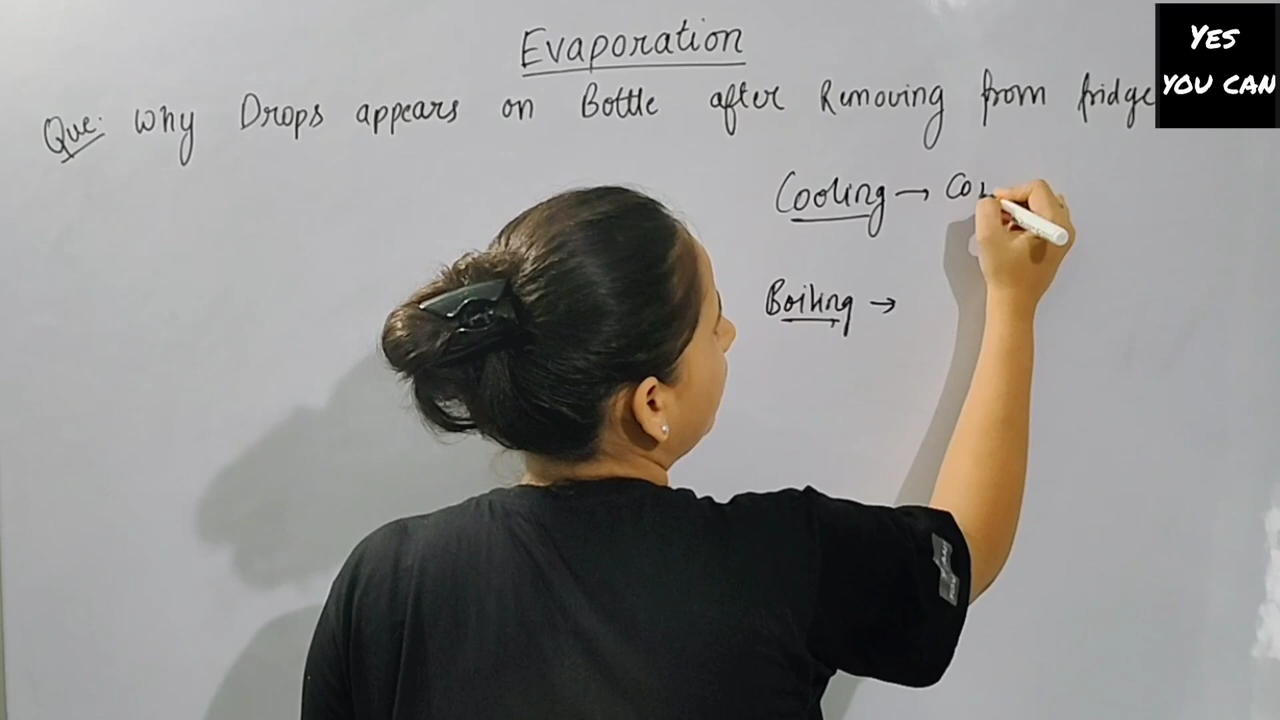 Evaporation
Que: Why Drops appears on Bottle after Removing from fridge
YES
YOU CAN
Cooling → Co
Boiling →